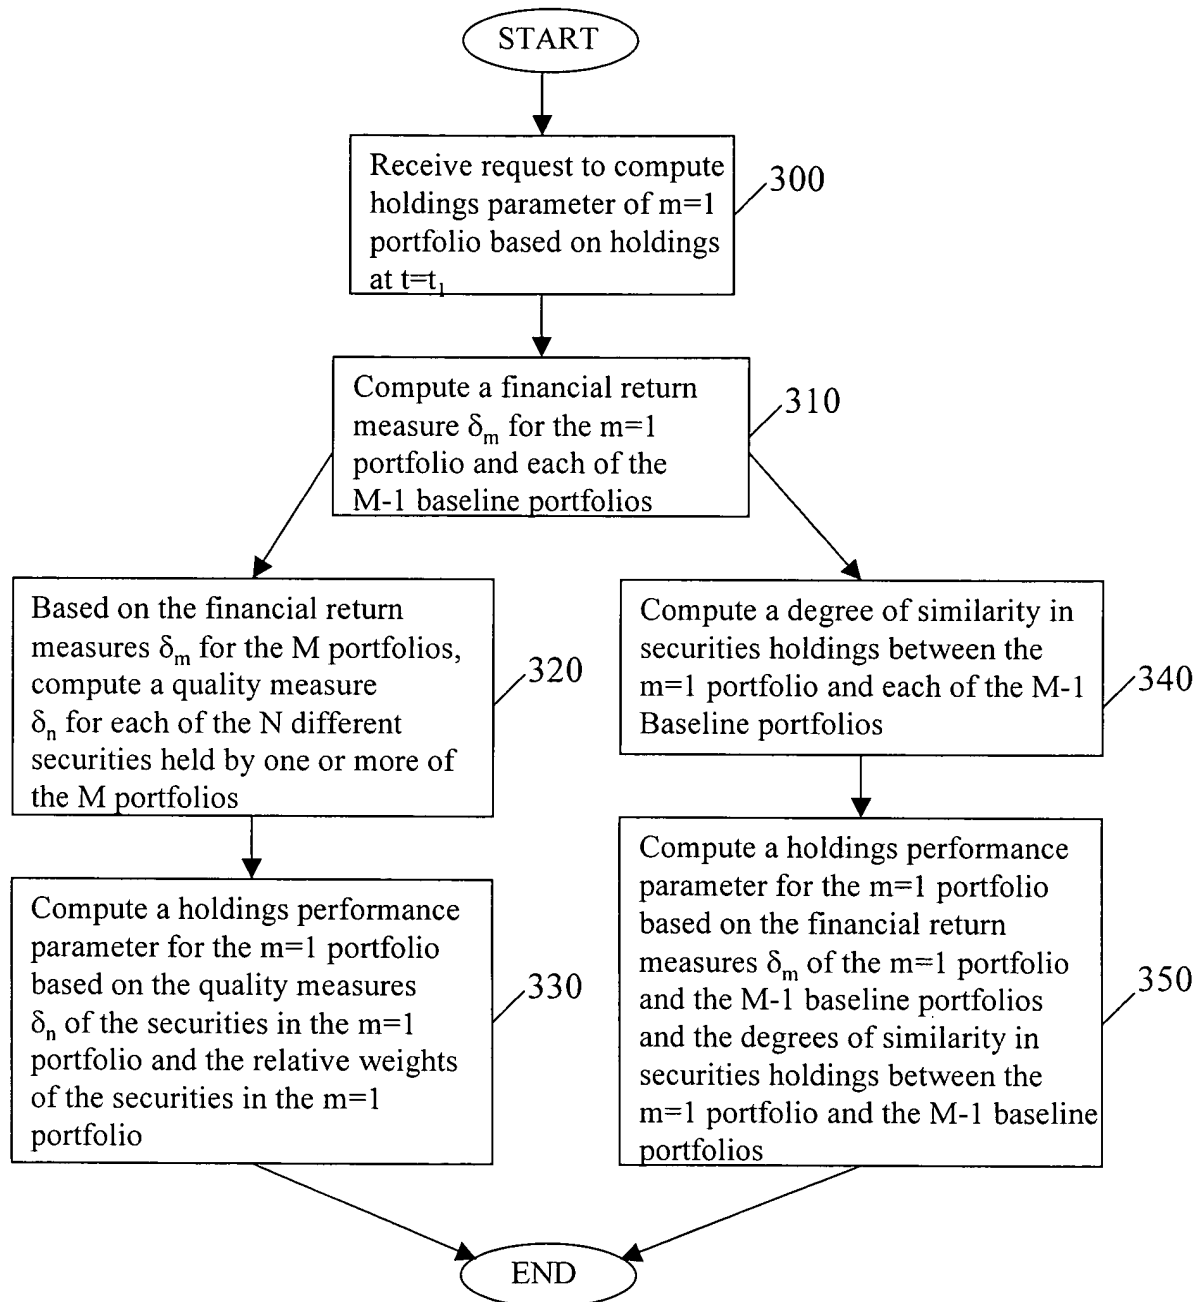 START
Receive request to compute
holdings parameter of m=1
portfolio based on holdings
at t=t₁
300
Compute a financial return
measure δₘ for the m=1
portfolio and each of the
M-1 baseline portfolios
310
Based on the financial return
measures δₘ for the M portfolios,
compute a quality measure
δₙ for each of the N different
securities held by one or more of
the M portfolios
320
Compute a degree of similarity in
securities holdings between the
m=1 portfolio and each of the M-1
Baseline portfolios
340
Compute a holdings performance
parameter for the m=1 portfolio
based on the quality measures
δₙ of the securities in the m=1
portfolio and the relative weights
of the securities in the m=1
portfolio
330
Compute a holdings performance
parameter for the m=1 portfolio
based on the financial return
measures δₘ of the m=1 portfolio
and the M-1 baseline portfolios
and the degrees of similarity in
securities holdings between the
m=1 portfolio and the M-1 baseline
portfolios
350
END